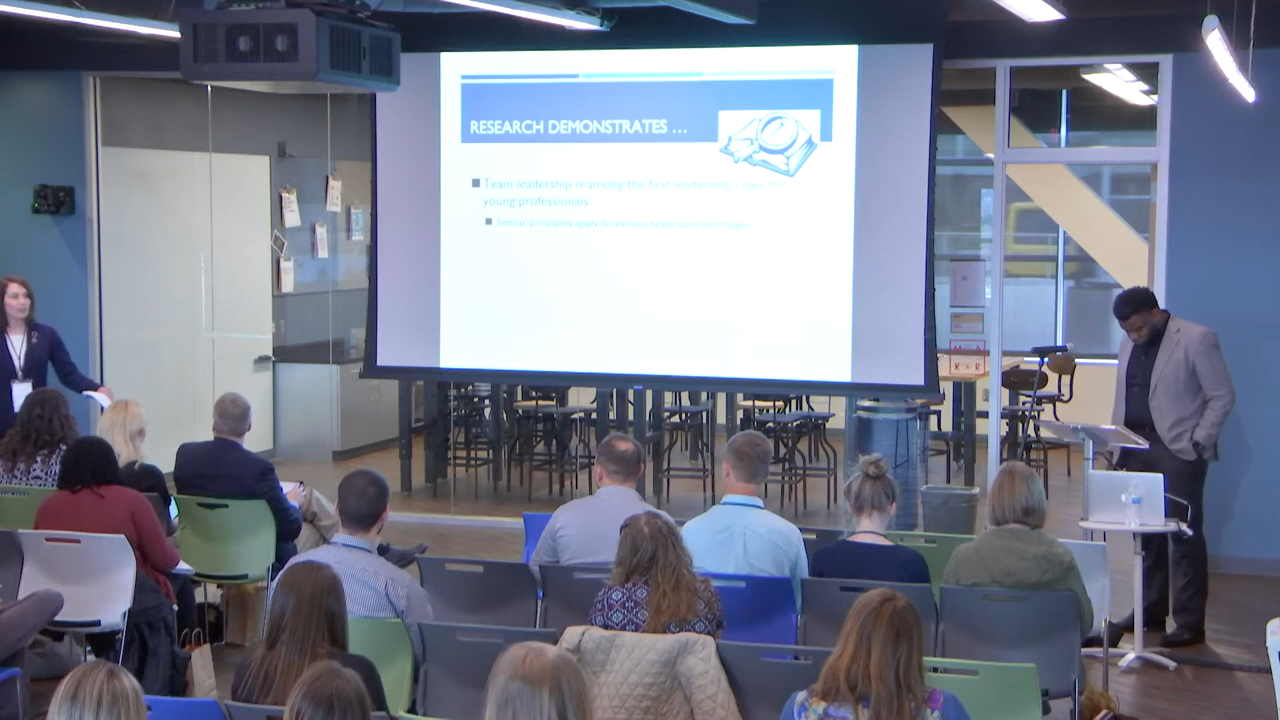 RESEARCH DEMONSTRATES ...
Team leadership is among the first leadership roles for
young professionals
Similar principles apply to various team sizes and stages
M A
K R